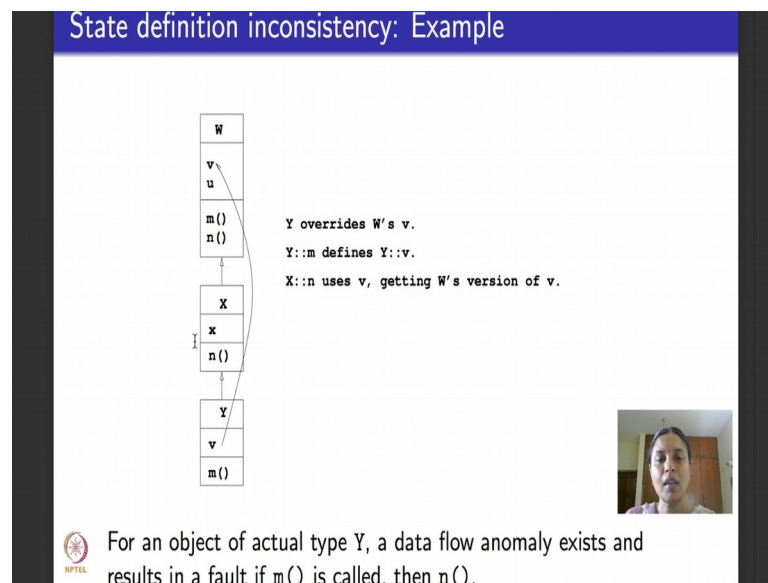 State definition inconsistency: Example
W
v
u
m()
n()
X
x
n()
Y
v
m()
Y overrides W's v.
Y::m defines Y::v.
X::n uses v, getting W's version of v.
NPTEL
For an object of actual type Y, a data flow anomaly exists and
results in a fault if m() is called, then n().